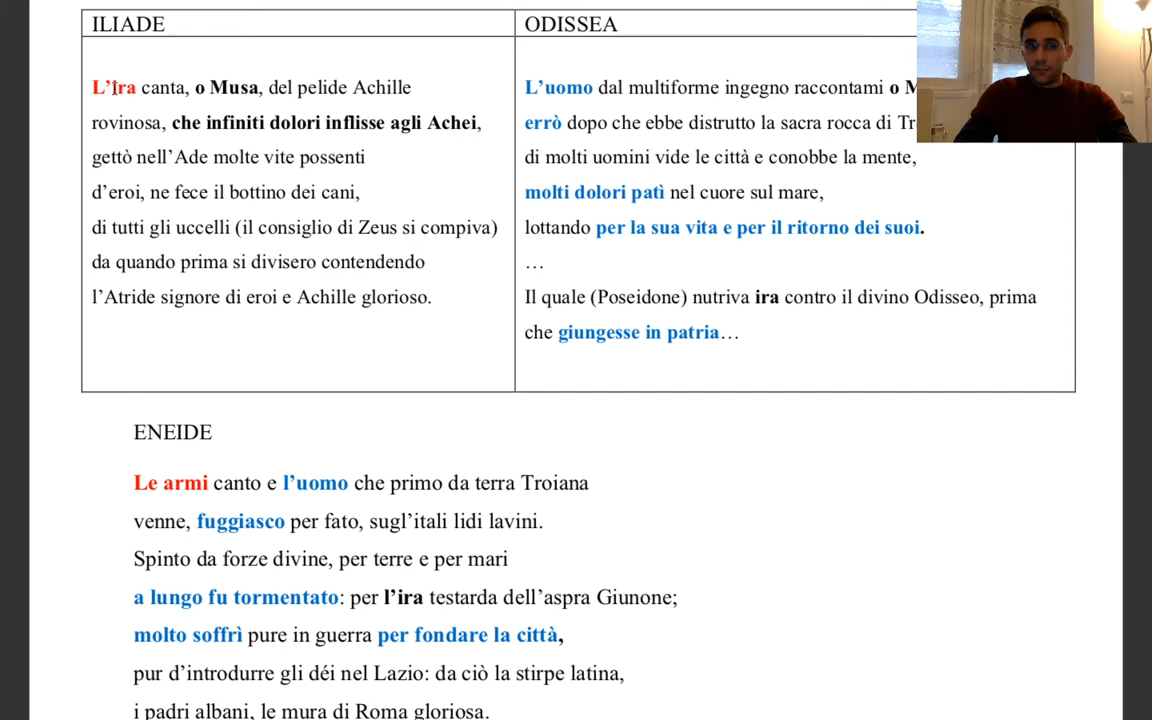 ILIADE
L'ira canta, o Musa, del pelide Achille
rovinosa, che infiniti dolori inflisse agli Achei,
gettò nell'Ade molte vite possenti
d'eroi, ne fece il bottino dei cani,
di tutti gli uccelli (il consiglio di Zeus si compiva)
da quando prima si divisero contendendo
l'Atride signore di eroi e Achille glorioso.
ODISSEA
L'uomo dal multiforme ingegno raccontami o
errò dopo che ebbe distrutto la sacra rocca di
di molti uomini vide le città e conobbe la mente,
molti dolori patì nel cuore sul mare,
lottando per la sua vita e per il ritorno dei suoi.
…
Il quale (Poseidone) nutriva ira contro il divino Odisseo, prima
che giungesse in patria…
ENEIDE
Le armi canto e l'uomo che primo da terra Troiana
venne, fuggiasco per fato, sugl'itali lidi lavini.
Spinto da forze divine, per terre e per mari
a lungo fu tormentato: per l'ira testarda dell'aspra Giunone;
molto soffrì pure in guerra per fondare la città,
pur d'introdurre gli déi nel Lazio: da ciò la stirpe latina,
i padri albani, le mura di Roma gloriosa.